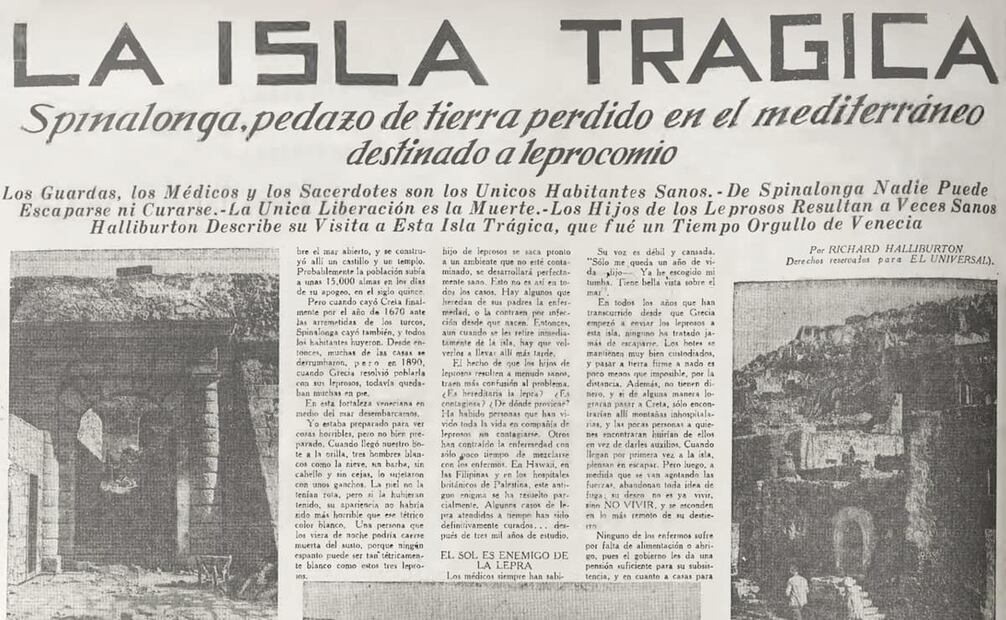 LA ISLA TRAGICA
Spinalonga, pedazo de tierra perdido en el mediterráneo
destinado a leprocomio
Los Guardas, los Médicos y los Sacerdotes son los Unicos Habitantes Sanos.-De Spinalonga Nadie Puede
Escaparse ni Curarse.-La Unica Liberación es la Muerte.-Los Hijos de los Leprosos Resultan a Veces Sanos
Halliburton Describe su Visita a Esta Isla Trágica, que fué un Tiempo Orgullo de Venecia
Por RICHARD HALLIBURTON
Derechos reservados para EL UNIVERSAL).
bre el mar abierto, y se constru-
yó allí un castillo y un templo.
Probablemente la población subía
a unas 15,000 almas en los días
de su apogeo, en el siglo quince.
Pero cuando cayó Creta final-
mente por el año de 1670 ante
las arremetidas de los turcos,
Spinalonga cayó también, y todos
los habitantes huyeron. Desde en-
tonces, muchas de las casas se
derrumbaron, pero en 1890,
cuando Grecia resolvió poblarla
con sus leprosos, todavía queda-
ban muchas en pie.
En esta fortaleza veneciana en
medio del mar desembarcamos.
Yo estaba preparado para ver
cosas horribles, pero no bien pre-
parado. Cuando llegó nuestro bo-
te a la orilla, tres hombres blan-
cos como la nieve, sin barba, sin
cabello y sin cejas, lo sujetaron
con unos ganchos. La piel no la
tenían rota, pero si la hubieran
tenido, su apariencia no habría
sido más horrible que ese tétrico
color blanco. Una persona que
los viera de noche podría caerse
muerta del susto, porque ningún
espanto puede ser tan tétricamen-
te blanco como estos tres lepro-
sos.
hijo de leprosos se saca pronto
a un ambiente que no esté conta-
minado, se desarrollará perfecta-
mente sano. Esto no es así en to-
dos los casos. Hay algunos que
heredan de sus padres la enfer-
medad, o la contraen por infec-
ción desde que nacen. Entonces,
aun cuando se les retire inmedia-
tamente de la isla, hay que vol-
verlos a llevar allí más tarde.
El hecho de que los hijos de
leprosos resulten a menudo sanos,
traen más confusión al problema.
¿Es hereditaria la lepra? ¿Es
contagiosa? ¿De dónde proviene?
Ha habido personas que han vi-
vido toda la vida en compañía de
leprosos sin contagiarse. Otros
han contraído la enfermedad con
sólo poco tiempo de mezclarse
con los enfermos. En Hawaii, en
las Filipinas y en los hospitales
británicos de Palestina, este anti-
guo enigma se ha resuelto par-
cialmente. Algunos casos de le-
pra atendidos a tiempo han sido
definitivamente curados... des-
pués de tres mil años de estudio.
EL SOL ES ENEMIGO DE
LA LEPRA
Los médicos siempre han sabi-
Su voz es débil y cansada.
"Sólo me queda un año de vi-
da —dijo— Ya he escogido mi
tumba. Tiene bella vista sobre el
mar".
En todos los años que han
transcurrido desde que Grecia
empezó a enviar los leprosos a
esta isla, ninguno ha tratado ja-
más de escaparse. Los botes se
mantienen muy bien custodiados,
y pasar a tierra firme a nado es
poco menos que imposible, por la
distancia. Además, no tienen di-
nero, y si de alguna manera lo-
graran pasar a Creta, sólo encon-
trarían allí montañas inhospitala-
rias, y las pocas personas a quie-
nes encontraran huirían de ellos
en vez de darles auxilios. Cuando
llegan por primera vez a la isla,
piensan en escapar. Pero luego, a
medida que se van agotando las
fuerzas, abandonan toda idea de
fuga; su deseo no es ya vivir,
sino NO VIVIR, y se esconden
en lo más remoto de su destie-
rro
Ninguno de los enfermos sufre
por falta de alimentación o abri-
go, pues el gobierno les da una
pensión suficiente para su subsis-
tencia, y en cuanto a casas para